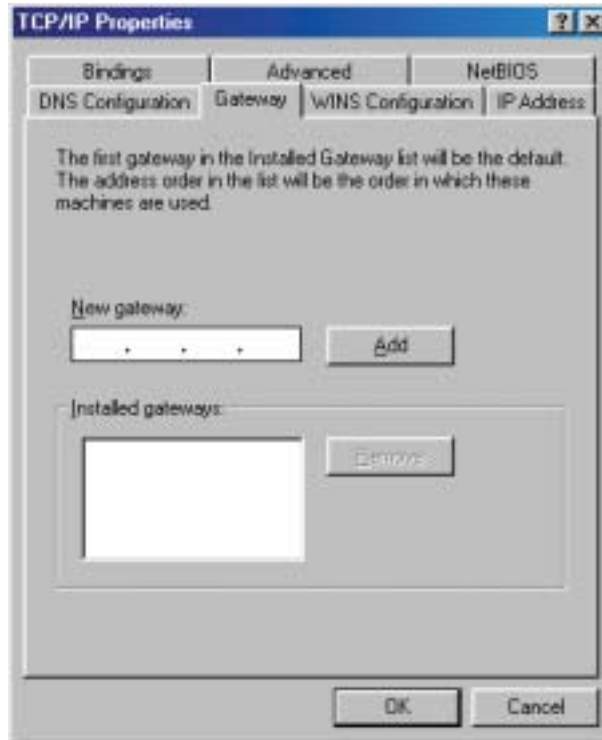 TCP/IP Properties
? ×
Bindings Advanced NetBIOS
DNS Configuration Gateway WINS Configuration IP Address
The first gateway in the Installed Gateway list will be the default.
The address order in the list will be the order in which these
machines are used.
New gateway:
. . .
Add
Installed gateways:
Remove
OK Cancel